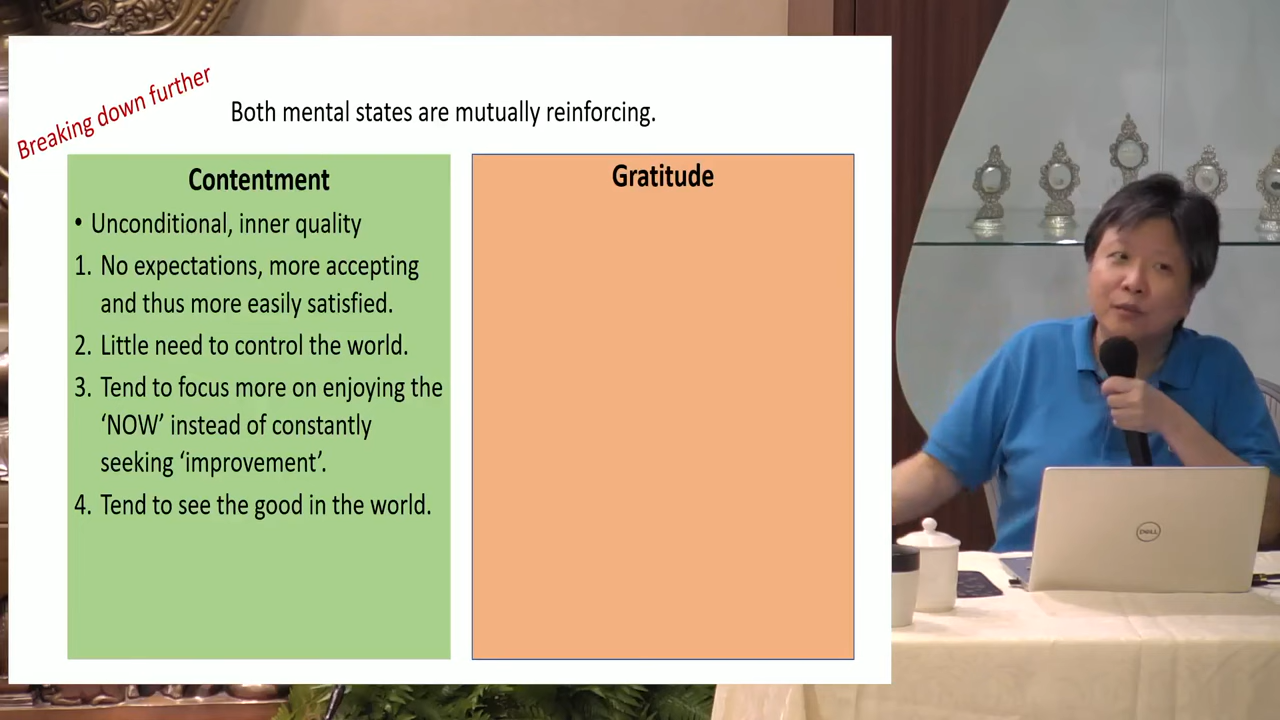 Breaking down further
Both mental states are mutually reinforcing.
Contentment
• Unconditional, inner quality
1. No expectations, more accepting
and thus more easily satisfied.
2. Little need to control the world.
3. Tend to focus more on enjoying the
‘NOW’ instead of constantly
seeking ‘improvement’.
4. Tend to see the good in the world.
Gratitude
DELL